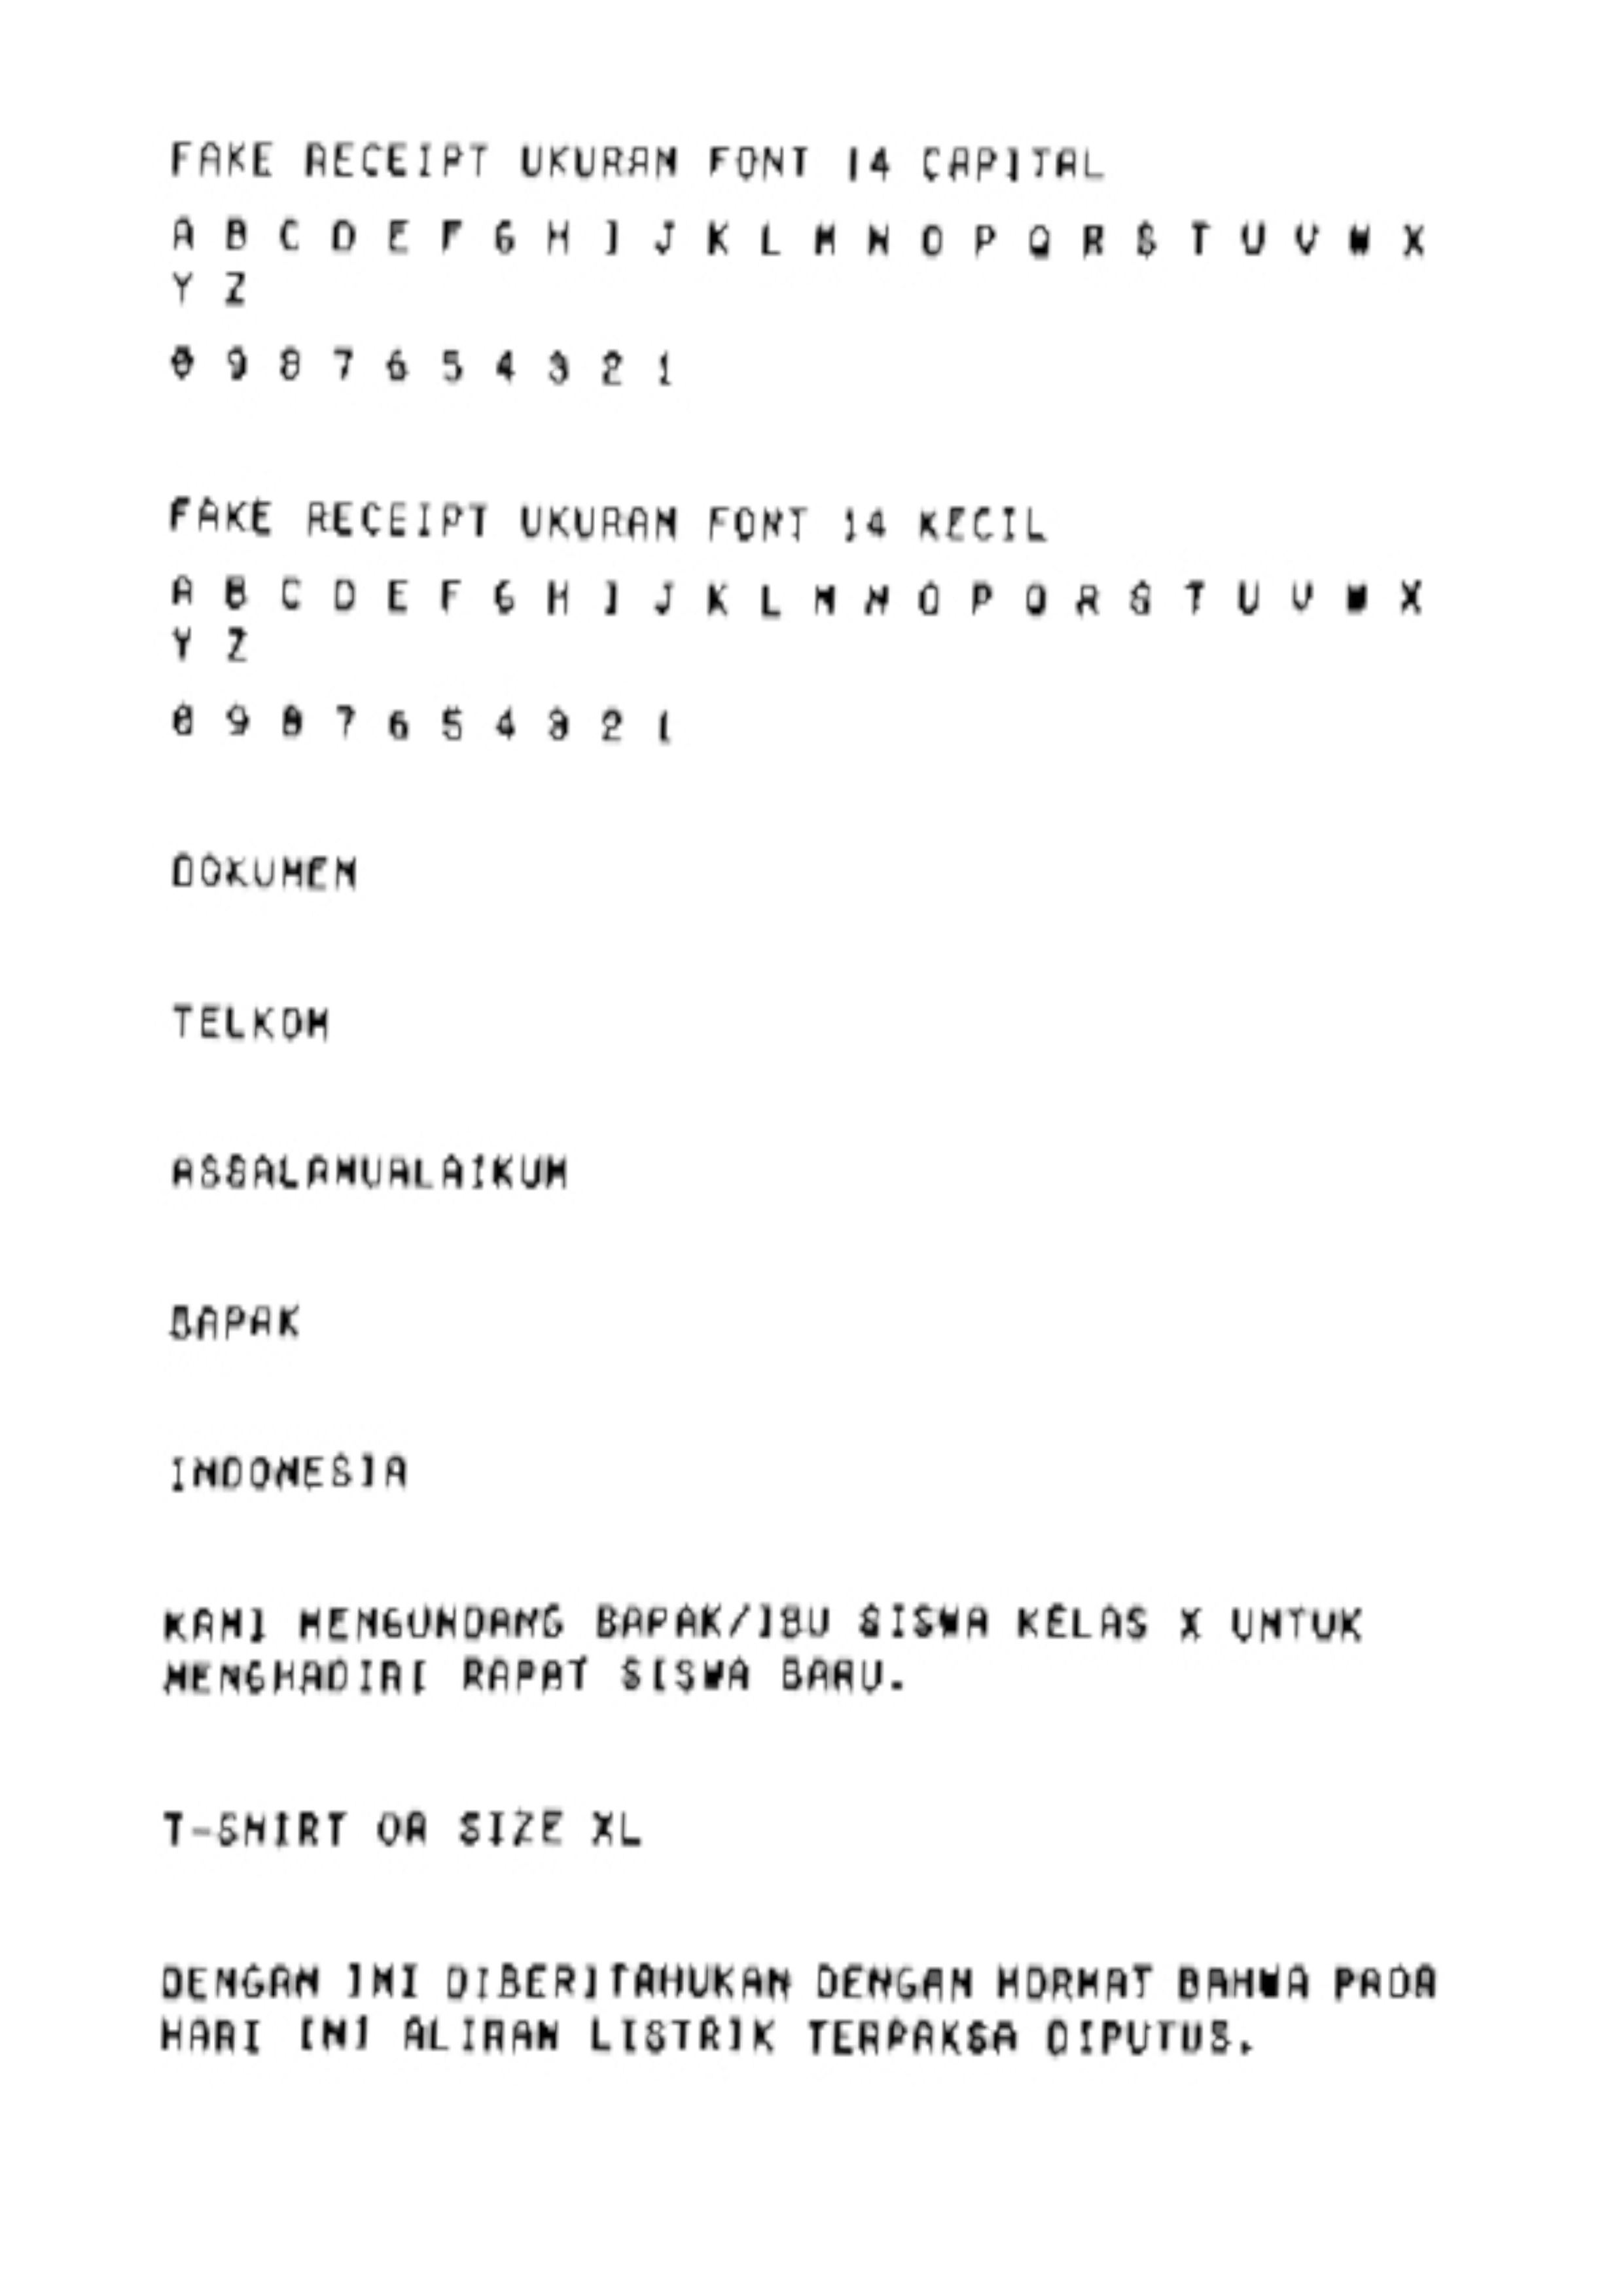 FAKE RECEIPT UKURAN FONT 14 CAPITAL
A B C D E F G H I J K L M N O P Q R S T U V W X
Y Z
0 9 8 7 6 5 4 3 2 1
FAKE RECEIPT UKURAN FONT 14 KECIL
A B C D E F G H I J K L M N O P Q R S T U V W X
Y Z
0 9 8 7 6 5 4 3 2 1
DOKUMEN
TELKOM
ASSALAMUALAIKUM
BAPAK
INDONESIA
KAMI MENGUNDANG BAPAK/IBU SISWA KELAS X UNTUK
MENGHADIRI RAPAT SISWA BARU.
T-SHIRT OR SIZE XL
DENGAN INI DIBERITAHUKAN DENGAN HORMAT BAHWA PADA
HARI INI ALIRAN LISTRIK TERPAKSA DIPUTUS.